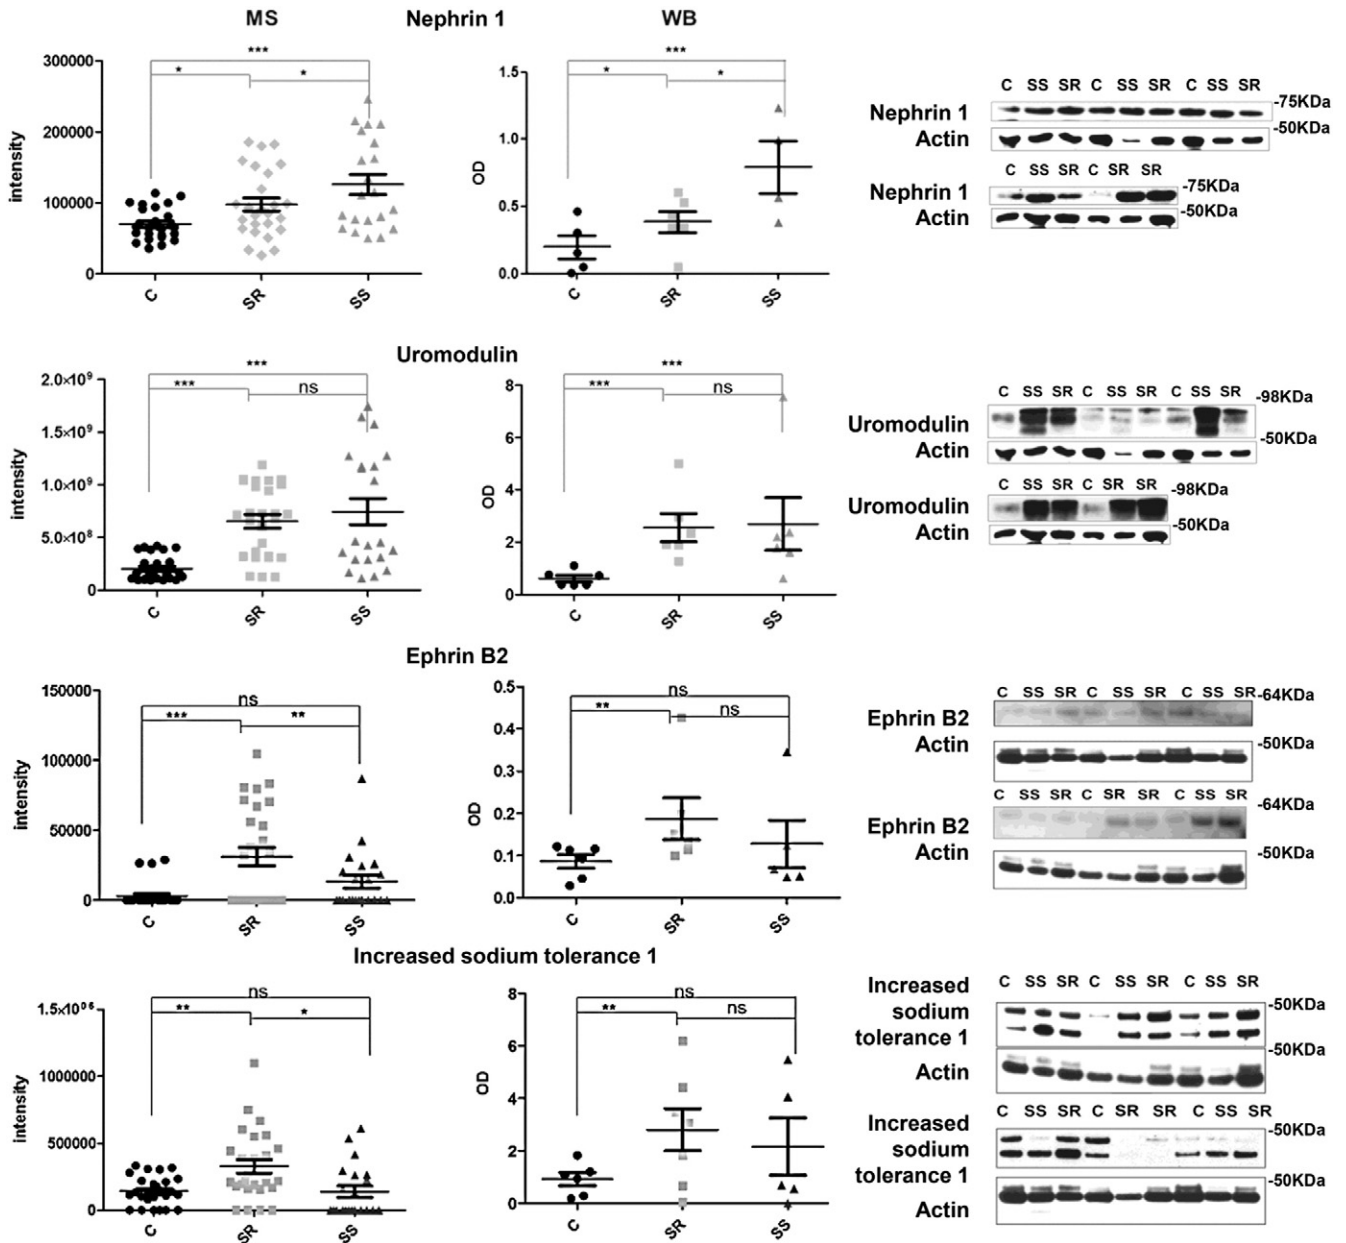 MS Nephrin 1 WB
***
* *
300000
200000
100000
0
intensity
C SR SS
***
* *
1.5
1.0
0.5
0.0
OD
C SR SS
C SS SR C SS SR C SS SR
Nephrin 1 -75KDa
Actin -50KDa
C SS SR C SR SR
Nephrin 1 -75KDa
Actin -50KDa
Uromodulin
***
*** ns
2.0×10⁹
1.5×10⁹
1.0×10⁹
5.0×10⁸
0
intensity
C SR SS
***
*** ns
8
6
4
2
0
OD
C SR SS
C SS SR C SS SR C SS SR
-98KDa
Uromodulin
Actin -50KDa
C SS SR C SR SR
-98KDa
Uromodulin
Actin -50KDa
Ephrin B2
ns
*** **
150000
100000
50000
0
intensity
C SR SS
ns
** ns
0.5
0.4
0.3
0.2
0.1
0.0
OD
C SR SS
C SS SR C SS SR C SS SR
-64KDa
Ephrin B2
Actin -50KDa
C SS SR C SR SR C SS SR
-64KDa
Ephrin B2
Actin -50KDa
Increased sodium tolerance 1
ns
** *
1.5×10⁰⁶
1000000
500000
0
intensity
C SR SS
ns
** ns
8
6
4
2
0
OD
C SR SS
C SS SR C SS SR C SS SR
Increased
sodium -50KDa
tolerance 1
-50KDa
Actin
C SS SR C SR SR C SS SR
Increased -50KDa
sodium
tolerance 1
-50KDa
Actin